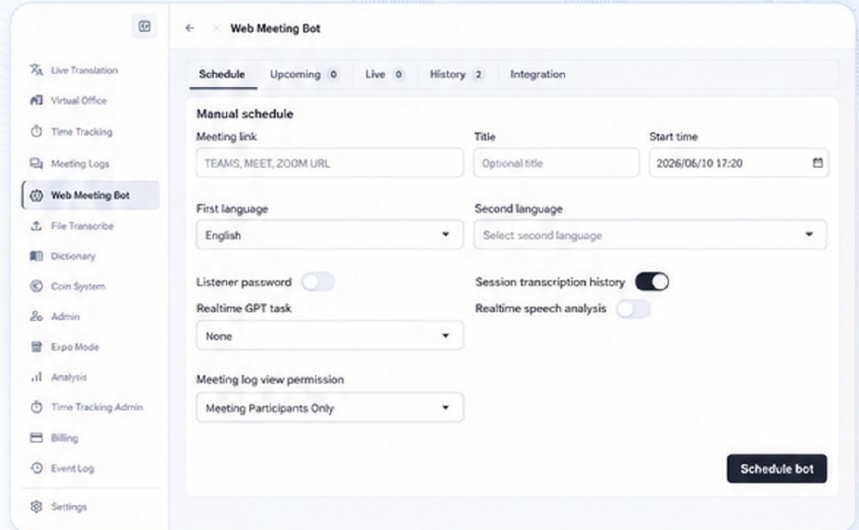 Web Meeting Bot
Live Translation
Virtual Office
Time Tracking
Meeting Logs
Web Meeting Bot
File Transcribe
Dictionary
Coin System
Admin
Expo Mode
Analysis
Time Tracking Admin
Billing
Event Log
Settings
Schedule Upcoming 0 Live 0 History 2 Integration
Manual schedule
Meeting link Title Start time
TEAMS, MEET, ZOOM URL Optional title 2026/06/10 17:20
First language Second language
English Select second language
Listener password Session transcription history
Realtime GPT task Realtime speech analysis
None
Meeting log view permission
Meeting Participants Only
Schedule bot